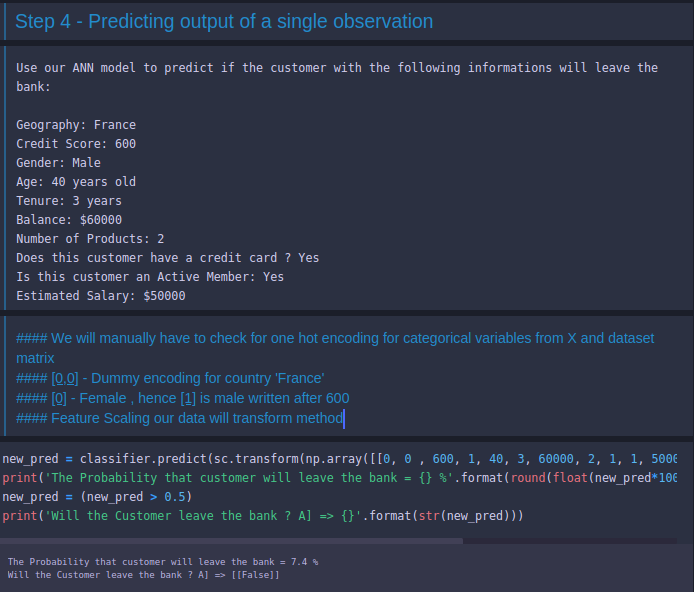 Step 4 - Predicting output of a single observation
Use our ANN model to predict if the customer with the following informations will leave the
bank:
Geography: France
Credit Score: 600
Gender: Male
Age: 40 years old
Tenure: 3 years
Balance: $60000
Number of Products: 2
Does this customer have a credit card ? Yes
Is this customer an Active Member: Yes
Estimated Salary: $50000
#### We will manually have to check for one hot encoding for categorical variables from X and dataset
matrix
#### [0,0] - Dummy encoding for country 'France'
#### [0] - Female , hence [1] is male written after 600
#### Feature Scaling our data will transform method
new_pred = classifier.predict(sc.transform(np.array([[0, 0 , 600, 1, 40, 3, 60000, 2, 1, 1, 5000
print('The Probability that customer will leave the bank = {} %'.format(round(float(new_pred*100
new_pred = (new_pred > 0.5)
print('Will the Customer leave the bank ? A] => {}'.format(str(new_pred)))
The Probability that customer will leave the bank = 7.4 %
Will the Customer leave the bank ? A] => [[False]]